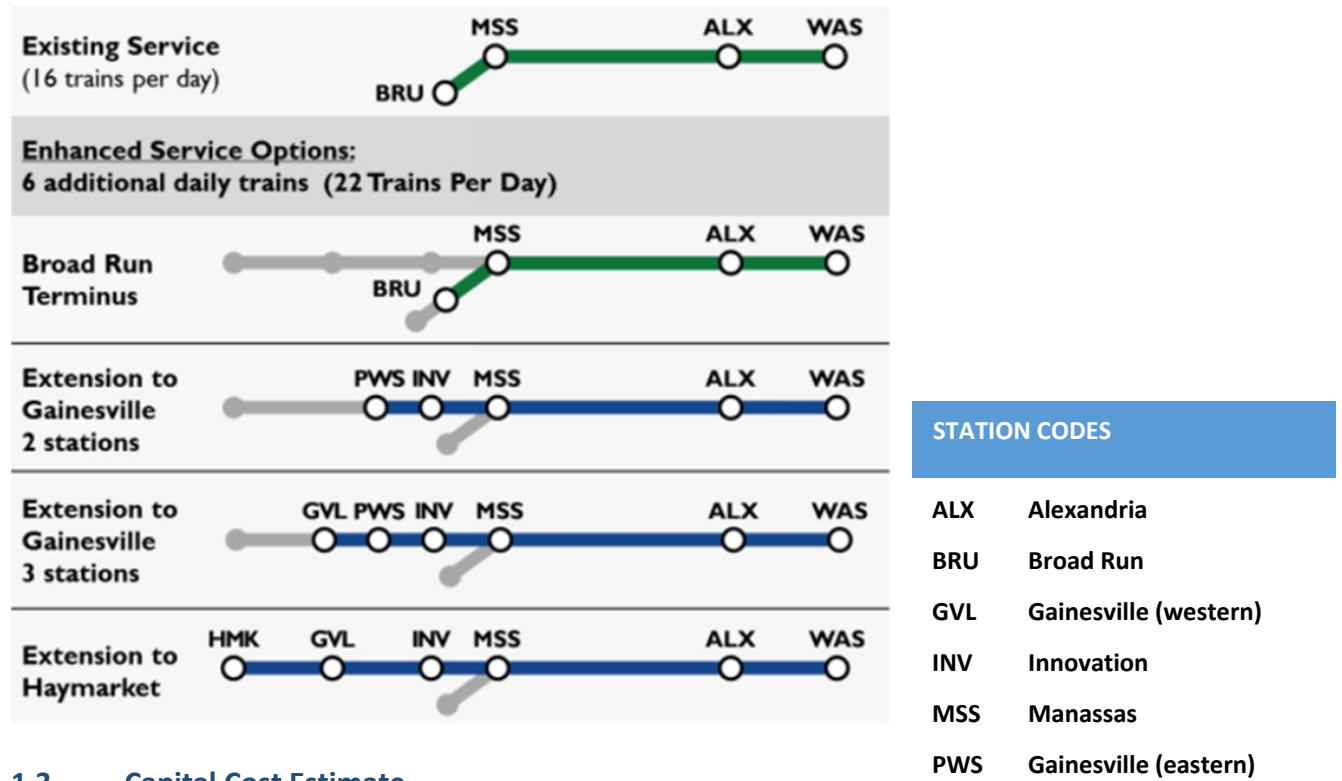 MSS ALX WAS
Existing Service
(16 trains per day)
BRU
Enhanced Service Options:
6 additional daily trains (22 Trains Per Day)
MSS ALX WAS
Broad Run
Terminus
BRU
Extension to
Gainesville
2 stations
PWS INV MSS ALX WAS
Extension to
Gainesville
3 stations
GVL PWS INV MSS ALX WAS
HMK GVL INV MSS ALX WAS
Extension to
Haymarket
STATION CODES
ALX Alexandria
BRU Broad Run
GVL Gainesville (western)
INV Innovation
MSS Manassas
PWS Gainesville (eastern)
Capital Cost Estimate